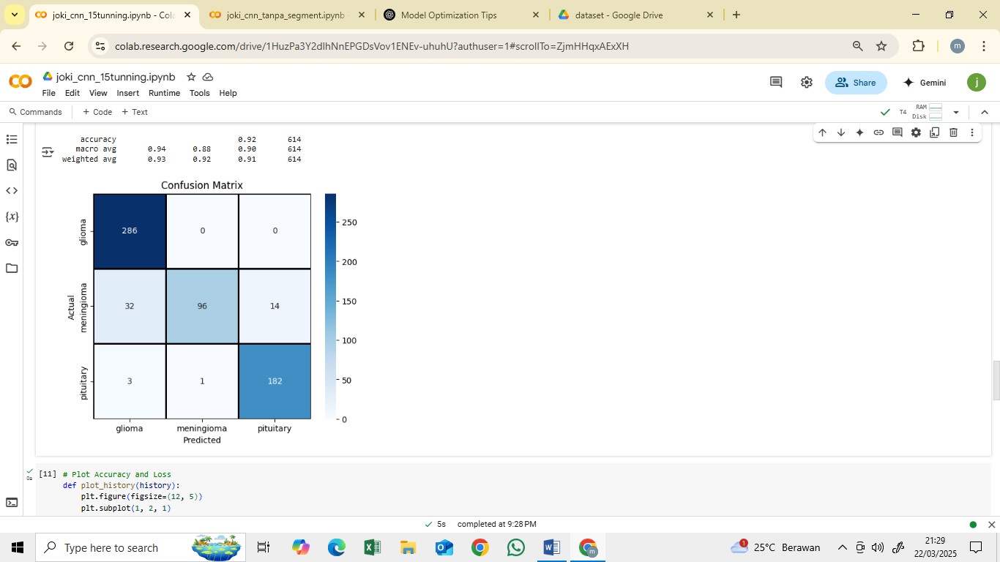 joki_cnn_15tunning.ipynb - Cola
joki_cnn_tanpa_segment.ipynb -
Model Optimization Tips
dataset - Google Drive
colab.research.google.com/drive/1HuzPa3Y2dIhNnEPGDsVov1ENEv-uhuhU?authuser=1#scrollTo=ZjmHHqxAExXH
m
joki_cnn_15tunning.ipynb
File Edit View Insert Runtime Tools Help
Share
Gemini
j
Commands + Code + Text
T4 RAM
Disk
accuracy 0.92 614
macro avg 0.94 0.88 0.90 614
weighted avg 0.93 0.92 0.91 614
Confusion Matrix
glioma 286 0 0
Actual
meningioma 32 96 14
pituitary 3 1 182
250
200
150
100
50
0
glioma meningioma pituitary
Predicted
0s
[11] # Plot Accuracy and Loss
def plot_history(history):
plt.figure(figsize=(12, 5))
plt.subplot(1, 2, 1)
5s completed at 9:28 PM
Type here to search
1
25°C Berawan
21:29
22/03/2025